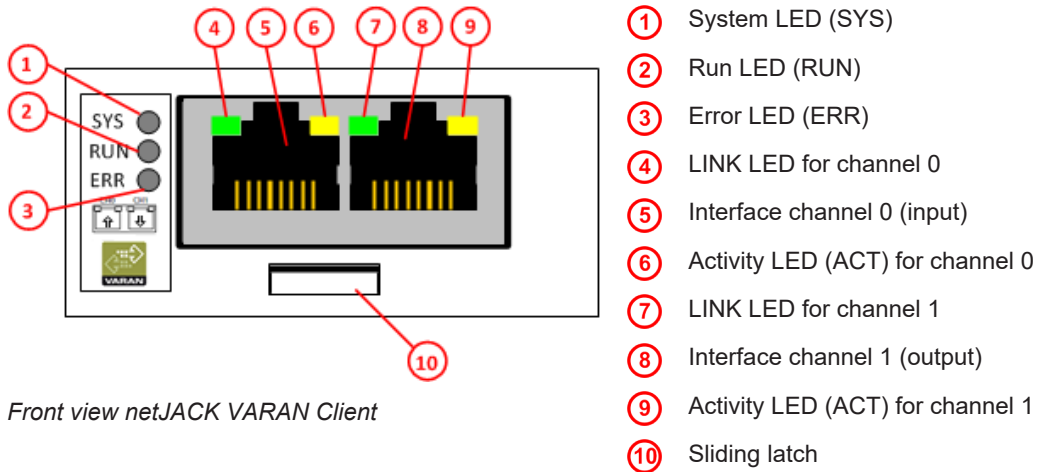 4
5
6
7
8
9
1
2
3
SYS
RUN
ERR
CH0 CH1
VARAN
10
Front view netJACK VARAN Client
1 System LED (SYS)
2 Run LED (RUN)
3 Error LED (ERR)
4 LINK LED for channel 0
5 Interface channel 0 (input)
6 Activity LED (ACT) for channel 0
7 LINK LED for channel 1
8 Interface channel 1 (output)
9 Activity LED (ACT) for channel 1
10 Sliding latch